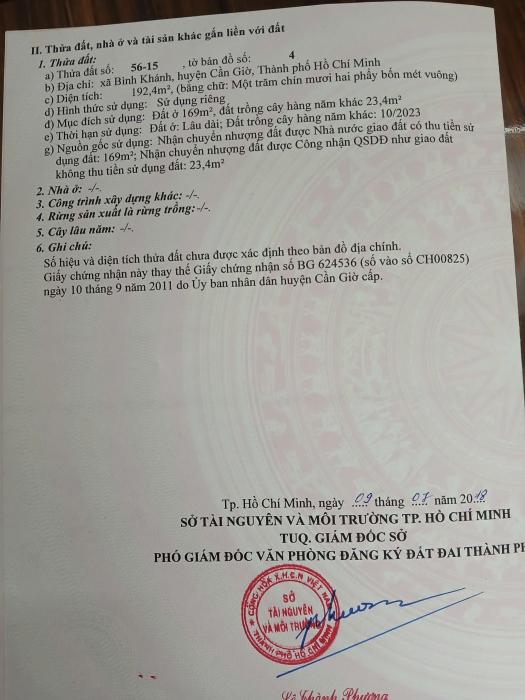 II. Thửa đất, nhà ở và tài sản khác gắn liền với đất
1. Thửa đất:
a) Thửa đất số: 56-15 , tờ bản đồ số: 4
b) Địa chỉ: xã Bình Khánh, huyện Cần Giờ, Thành phố Hồ Chí Minh
c) Diện tích: 192,4m², (bằng chữ: Một trăm chín mươi hai phẩy bốn mét vuông)
d) Hình thức sử dụng: Sử dụng riêng
đ) Mục đích sử dụng: Đất ở 169m², đất trồng cây hàng năm khác 23,4m²
e) Thời hạn sử dụng: Đất ở: Lâu dài; Đất trồng cây hàng năm khác: 10/2023
g) Nguồn gốc sử dụng: Nhận chuyển nhượng đất được Nhà nước giao đất có thu tiền sử
dụng đất: 169m²; Nhận chuyển nhượng đất được Công nhận QSDĐ như giao đất
không thu tiền sử dụng đất: 23,4m²
2. Nhà ở: -/-.
3. Công trình xây dựng khác: -/-.
4. Rừng sản xuất là rừng trồng:-/-.
5. Cây lâu năm: -/-.
6. Ghi chú:
Số hiệu và diện tích thửa đất chưa được xác định theo bản đồ địa chính.
Giấy chứng nhận này thay thế Giấy chứng nhận số BG 624536 (số vào sổ CH00825)
ngày 10 tháng 9 năm 2011 do Ủy ban nhân dân huyện Cần Giờ cấp.
Tp. Hồ Chí Minh, ngày 09 tháng 07 năm 2018
SỞ TÀI NGUYÊN VÀ MÔI TRƯỜNG TP. HỒ CHÍ MINH
TUQ. GIÁM ĐỐC SỞ
PHÓ GIÁM ĐỐC VĂN PHÒNG ĐĂNG KÝ ĐẤT ĐAI THÀNH PH
CỘNG HÒA X.H.C.N VIỆT NAM
SỞ
TÀI NGUYÊN
VÀ MÔI TRƯỜNG
THÀNH PHỐ HỒ CHÍ MINH
Lê Thành Phương